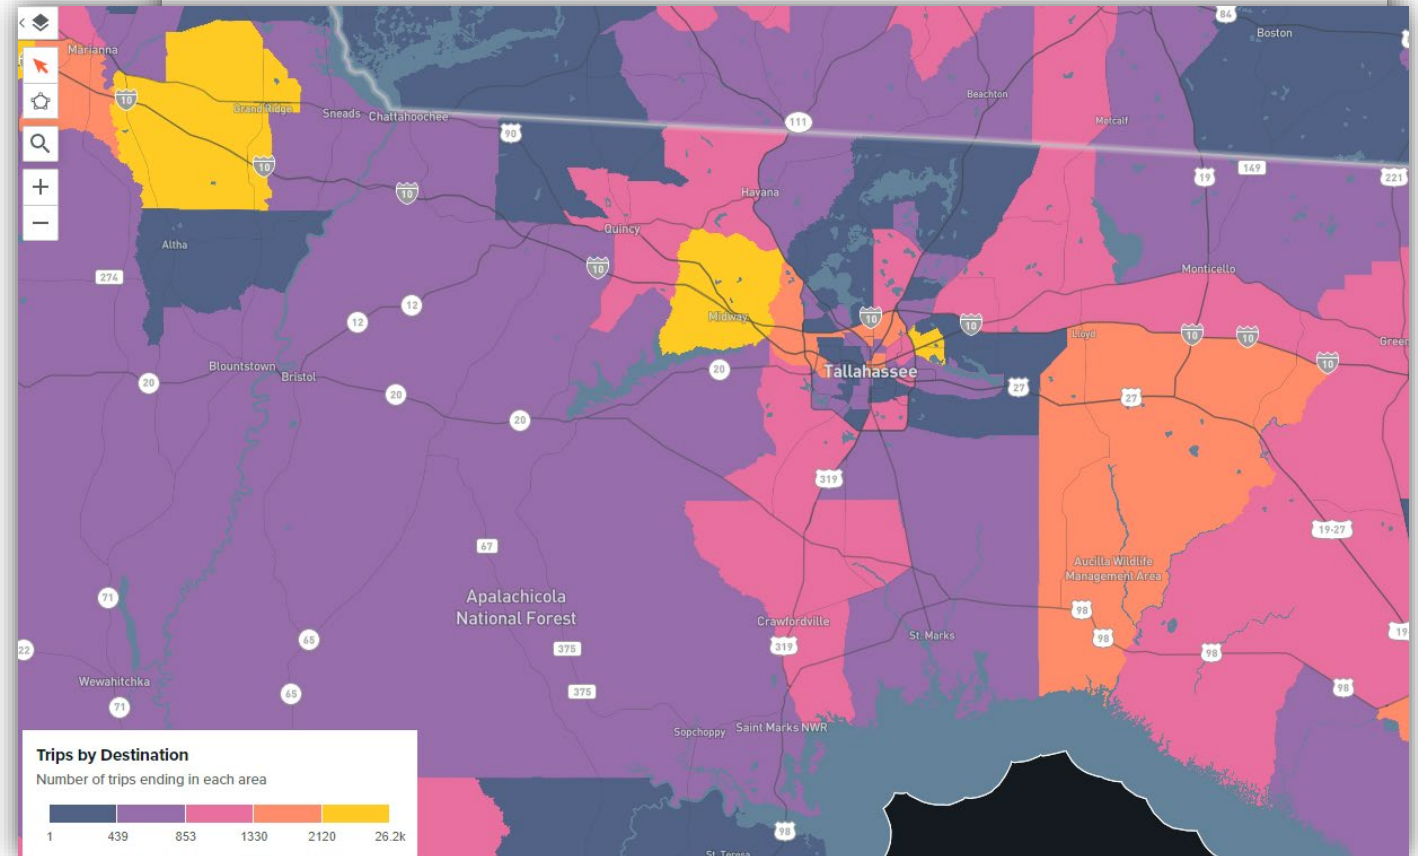 84
Boston
Marianna
10
Beachton
Grand Ridge
Sneads
Chattahoochee
111
Metcalf
90
10
149
19
221
10
Havana
Quincy
Altha
10
Monticello
274
12
12
Midway
10
10
Lloyd
10
10
Green
10
Blountstown
Bristol
20
20
Tallahassee
27
20
27
20
319
19-27
67
Aucilla Wildlife
Management Area
Apalachicola
National Forest
71
98
Crawfordville
65
St. Marks
98
19
22
375
319
98
Wewahitchka
375
98
65
71
Sopchoppy
Saint Marks NWR
Trips by Destination
Number of trips ending in each area
1 439 853 1330 2120 26.2k
98
St. Teresa